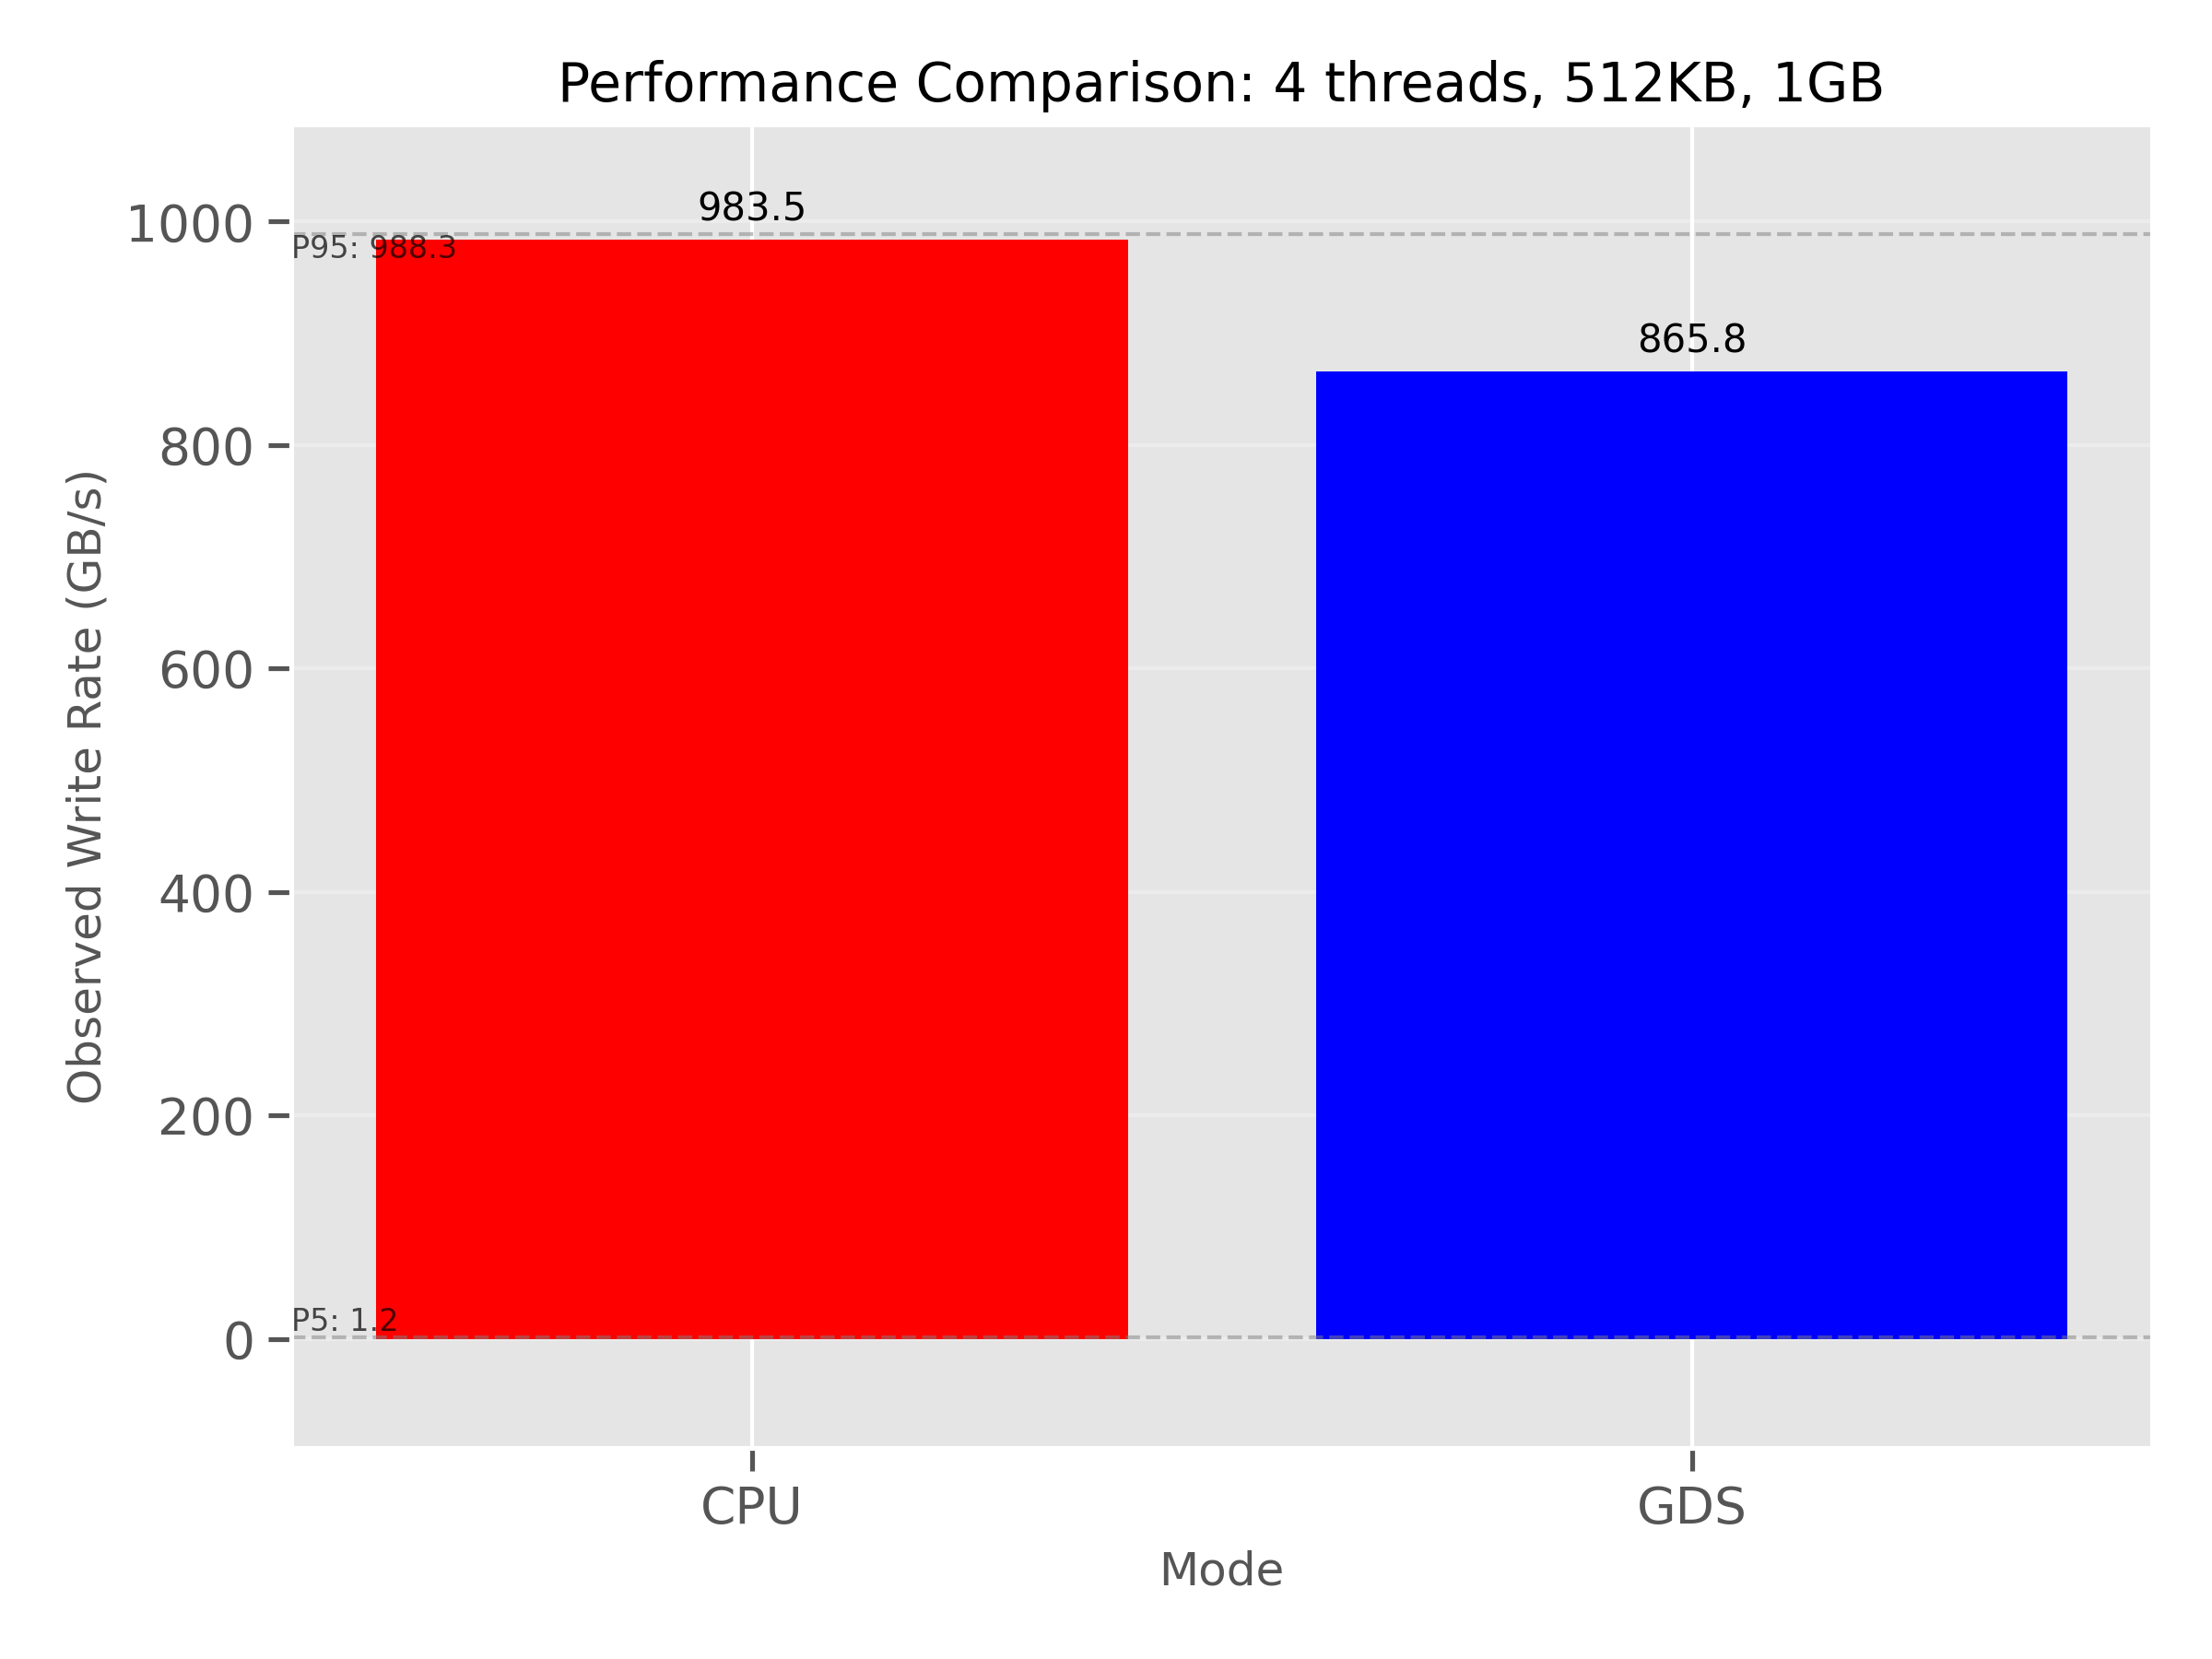 Performance Comparison: 4 threads, 512KB, 1GB
Observed Write Rate (GB/s)
1000
800
600
400
200
0
P95: 988.3
P5: 1.2
983.5
865.8
CPU
GDS
Mode